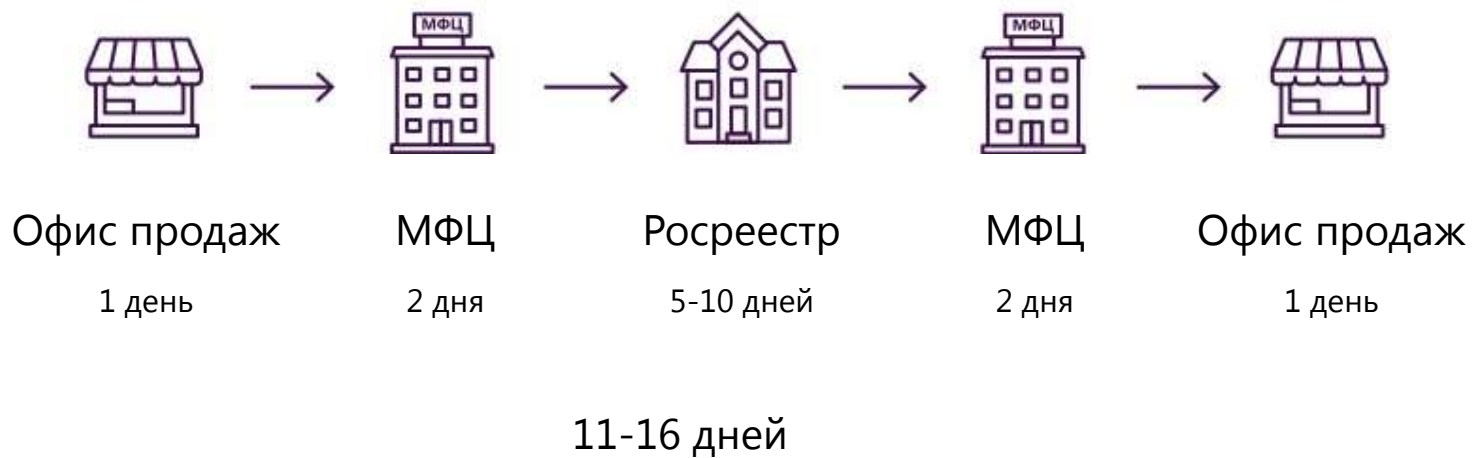 МФЦ МФЦ
Офис продаж МФЦ Росреестр МФЦ Офис продаж
1 день 2 дня 5-10 дней 2 дня 1 день
11-16 дней